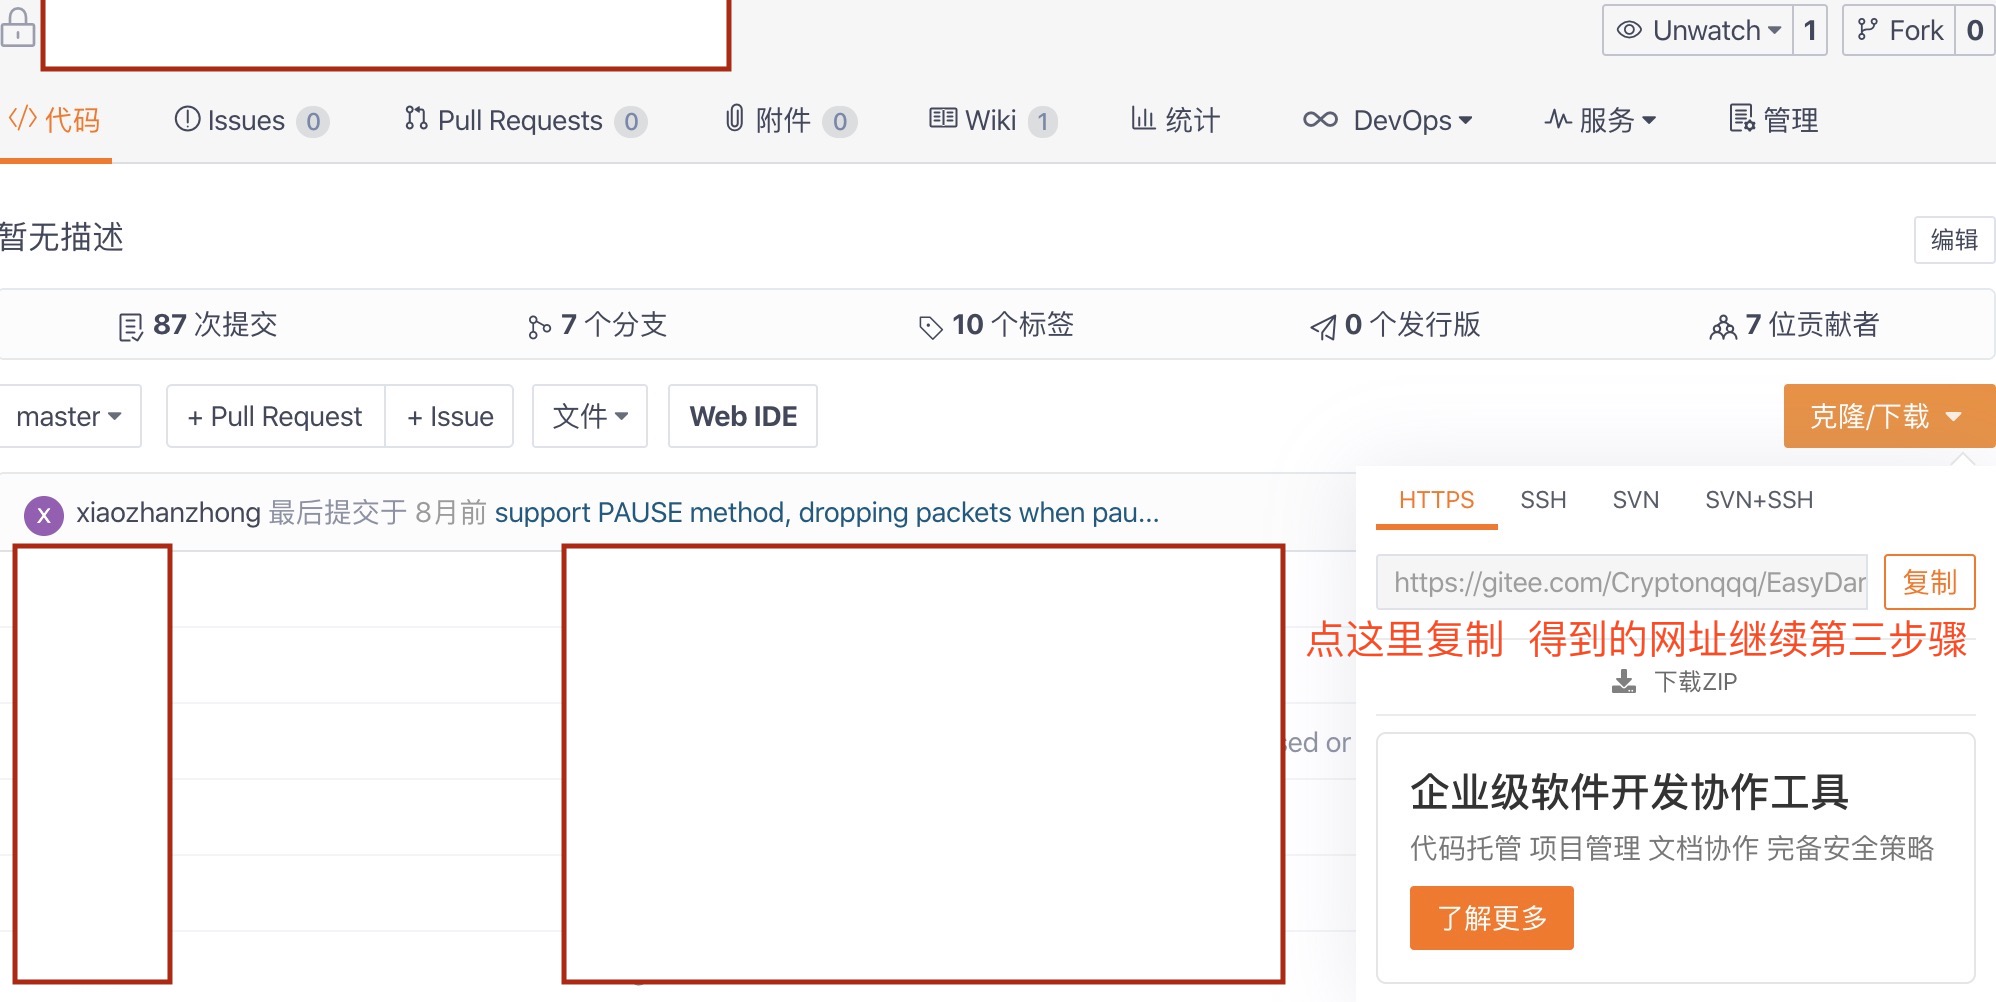 Unwatch 1 Fork 0
代码 Issues 0 Pull Requests 0 附件 0 Wiki 1 统计 DevOps 服务 管理
暂无描述
编辑
87 次提交 7 个分支 10 个标签 0 个发行版 7 位贡献者
master + Pull Request + Issue 文件 Web IDE 克隆/下载
X xiaozhanzhong 最后提交于 8月前 support PAUSE method, dropping packets when pau...
HTTPS SSH SVN SVN+SSH
https://gitee.com/Cryptonqqq/EasyDar 复制
点这里复制 得到的网址继续第三步骤
下载ZIP
sed or
企业级软件开发协作工具
代码托管 项目管理 文档协作 完备安全策略
了解更多